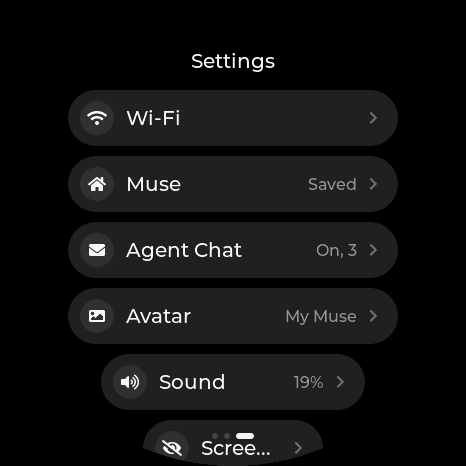 Settings
Wi-Fi
Muse Saved
Agent Chat On, 3
Avatar My Muse
Sound 19%
Scree...